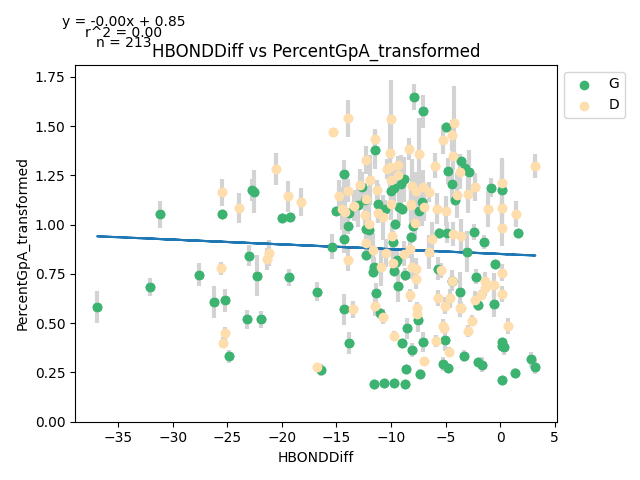 y = -0.00x + 0.85
r^2 = 0.00
n = 213
HBONDDiff vs PercentGpA_transformed
G
D
1.75
1.50
1.25
1.00
0.75
0.50
0.25
0.00
PercentGpA_transformed
−35 −30 −25 −20 −15 −10 −5 0 5
HBONDDiff